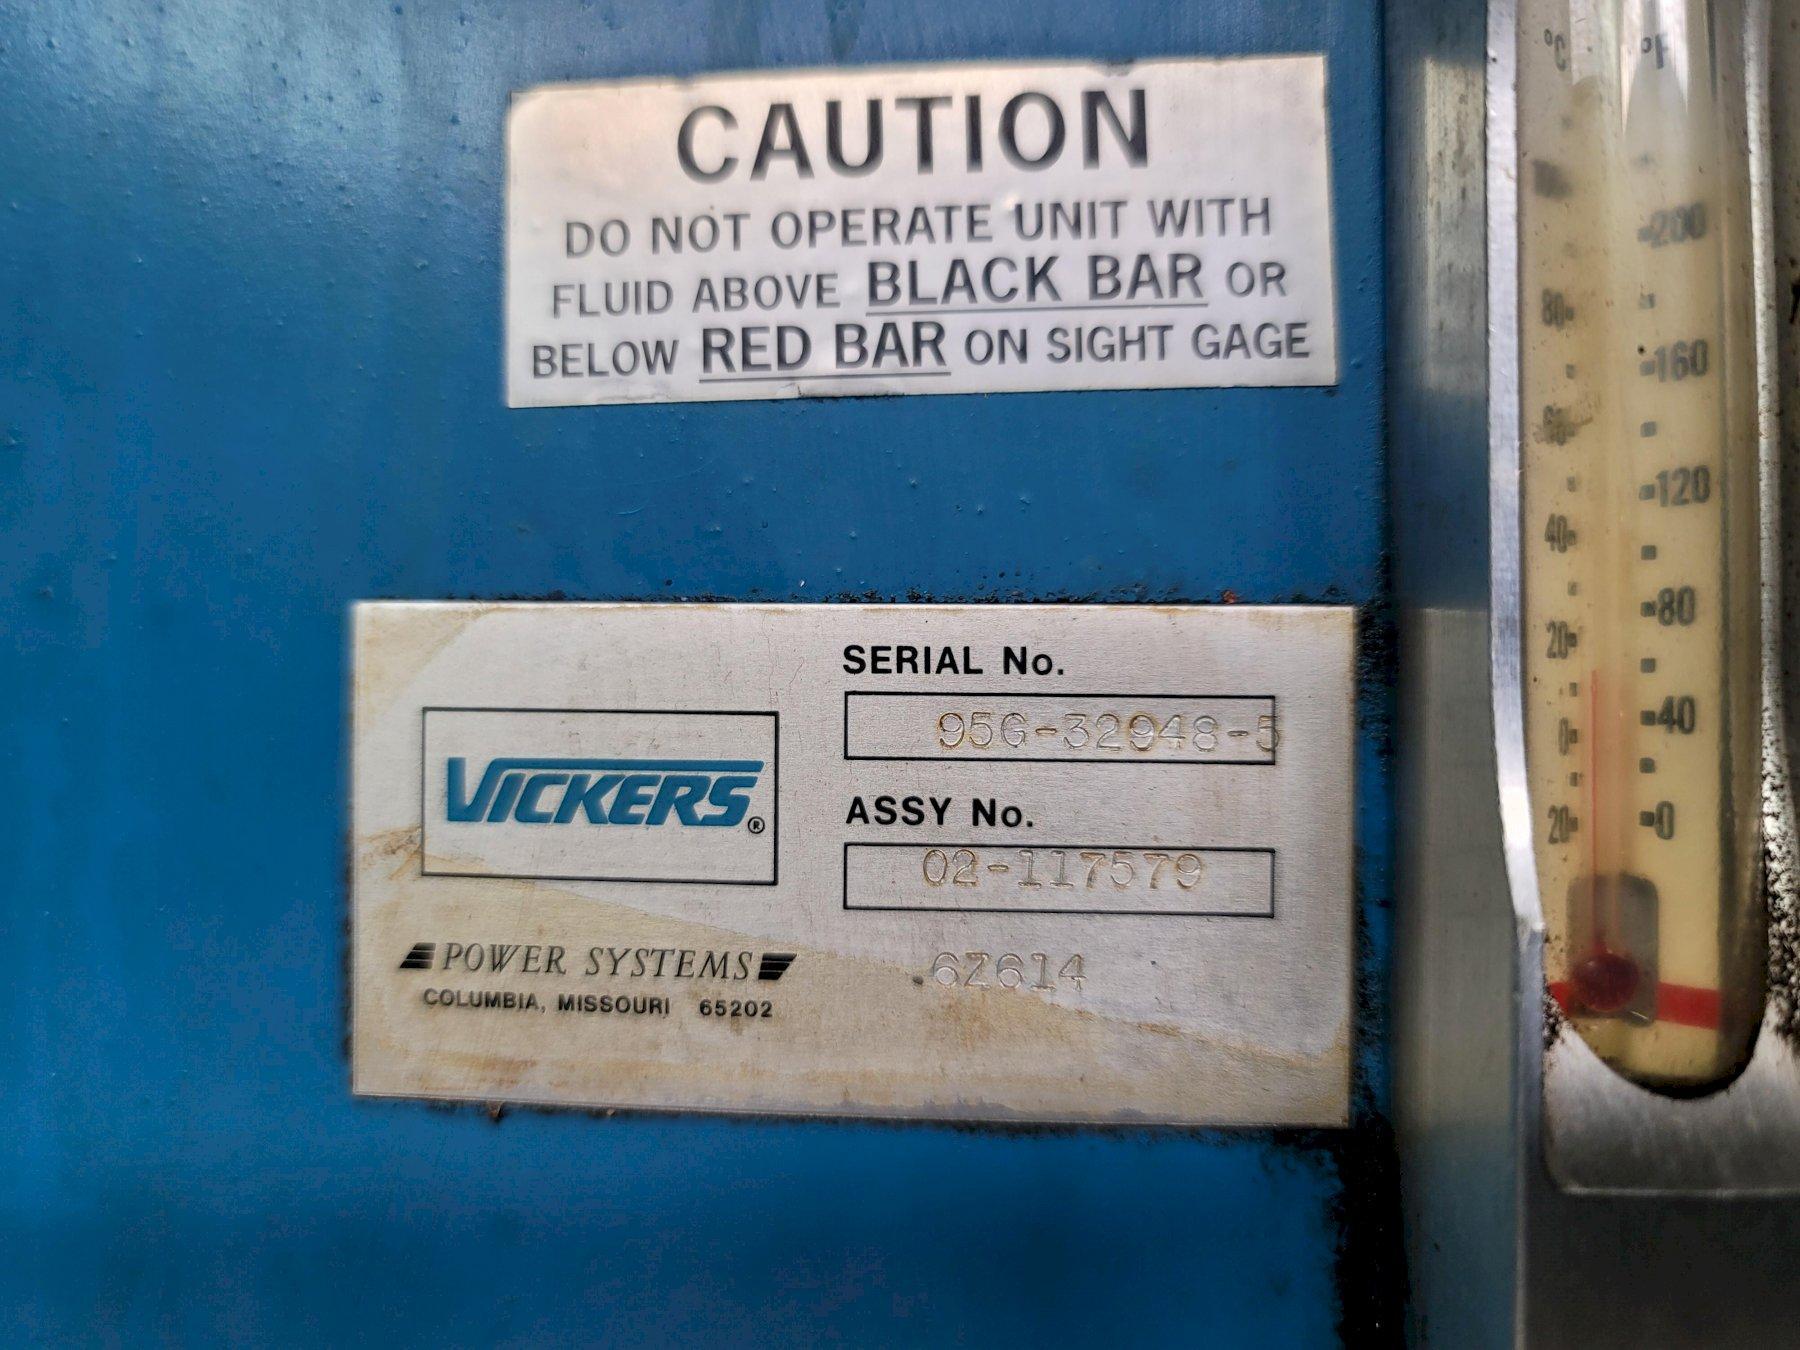 CAUTION
DO NOT OPERATE UNIT WITH
FLUID ABOVE BLACK BAR OR
BELOW RED BAR ON SIGHT GAGE
VICKERS®
POWER SYSTEMS
COLUMBIA, MISSOURI 65202
SERIAL No.
95G-32948-5
ASSY No.
02-117579
6Z614
°C °F
200
80
160
60
120
40
80
20
40
0
20 0